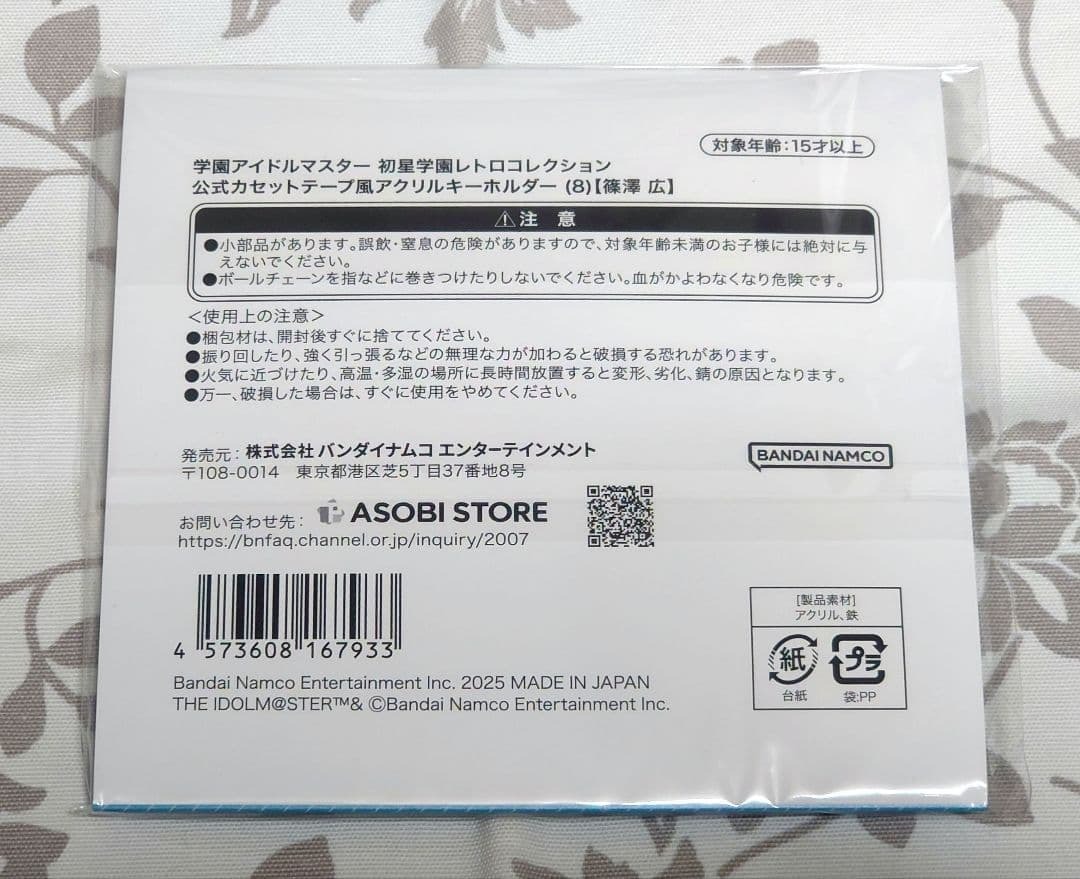 対象年齢:15才以上
学園アイドルマスター 初星学園レトロコレクション
公式カセットテープ風アクリルキーホルダー (8)【篠澤 広】
⚠注 意
●小部品があります。誤飲・窒息の危険がありますので、対象年齢未満のお子様には絶対に与
えないでください。
●ボールチェーンを指などに巻きつけたりしないでください。血がかよわなくなり危険です。
<使用上の注意>
●梱包材は、開封後すぐに捨ててください。
●振り回したり、強く引っ張るなどの無理な力が加わると破損する恐れがあります。
●火気に近づけたり、高温・多湿の場所に長時間放置すると変形、劣化、錆の原因となります。
●万一、破損した場合は、すぐに使用をやめてください。
発売元：株式会社 バンダイナムコ エンターテインメント
〒108-0014 東京都港区芝5丁目37番地8号
BANDAI NAMCO
お問い合わせ先： ASOBI STORE
https://bnfaq.channel.or.jp/inquiry/2007
4 573608 167933
[製品素材]
アクリル、鉄
紙 プラ
台紙 袋:PP
Bandai Namco Entertainment Inc. 2025 MADE IN JAPAN
THE IDOLM@STER™& ©Bandai Namco Entertainment Inc.